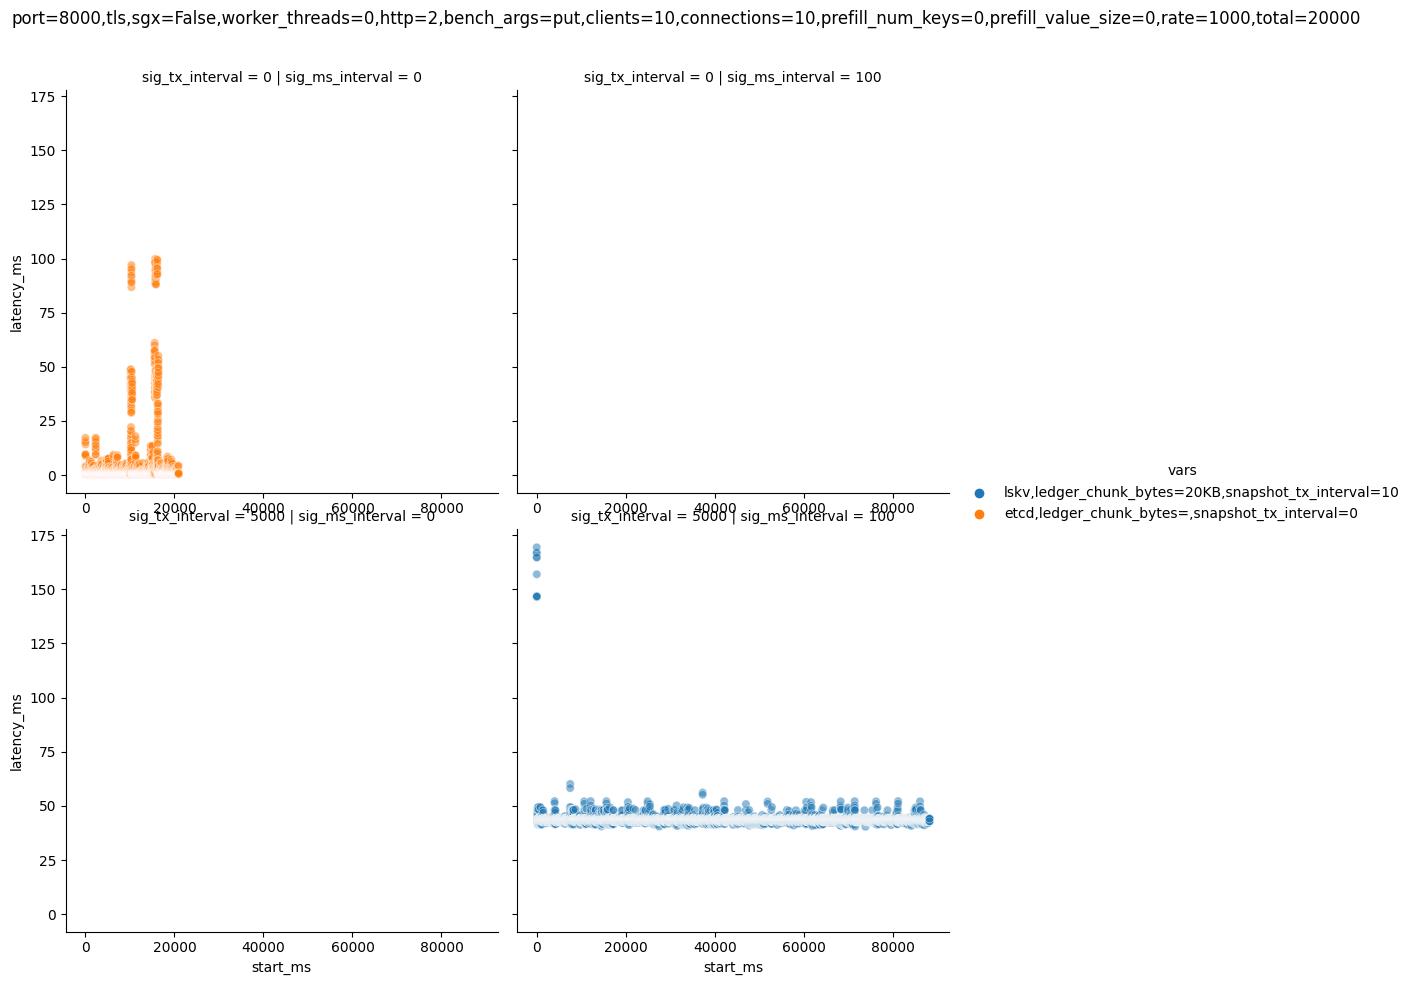 port=8000,tls,sgx=False,worker_threads=0,http=2,bench_args=put,clients=10,connections=10,prefill_num_keys=0,prefill_value_size=0,rate=1000,total=20000
sig_tx_interval = 0 | sig_ms_interval = 0
sig_tx_interval = 0 | sig_ms_interval = 100
175
150
125
100
75
50
25
0
latency_ms
0 20000 40000 60000 80000
0 20000 40000 60000 80000
vars
lskv,ledger_chunk_bytes=20KB,snapshot_tx_interval=10
etcd,ledger_chunk_bytes=,snapshot_tx_interval=0
sig_tx_interval = 5000 | sig_ms_interval = 0
sig_tx_interval = 5000 | sig_ms_interval = 100
175
150
125
100
75
50
25
0
latency_ms
0 20000 40000 60000 80000
0 20000 40000 60000 80000
start_ms
start_ms